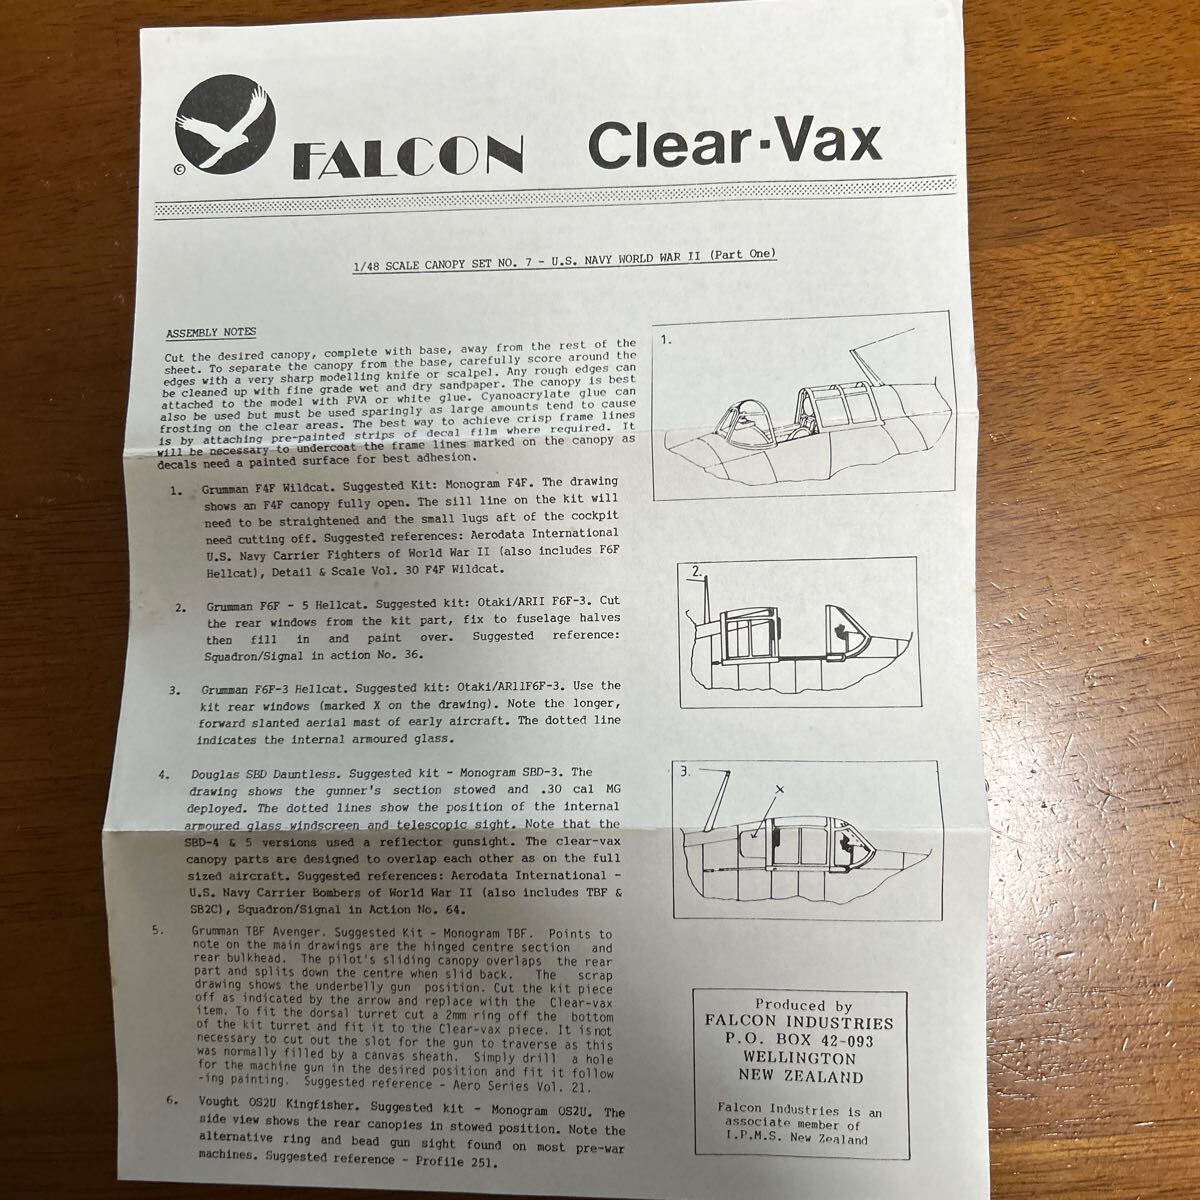 ©
FALCON Clear-Vax
1/48 SCALE CANOPY SET NO. 7 - U.S. NAVY WORLD WAR II (Part One)
ASSEMBLY NOTES
Cut the desired canopy, complete with base, away from the rest of the
sheet. To separate the canopy from the base, carefully score around the
edges with a very sharp modelling knife or scalpel. Any rough edges can
be cleaned up with fine grade wet and dry sandpaper. The canopy is best
attached to the model with PVA or white glue. Cyanoacrylate glue can
also be used but must be used sparingly as large amounts tend to cause
frosting on the clear areas. The best way to achieve crisp frame lines
is by attaching pre-painted strips of decal film where required. It
will be necessary to undercoat the frame lines marked on the canopy as
decals need a painted surface for best adhesion.
1. Grumman F4F Wildcat. Suggested Kit: Monogram F4F. The drawing
shows an F4F canopy fully open. The sill line on the kit will
need to be straightened and the small lugs aft of the cockpit
need cutting off. Suggested references: Aerodata International
U.S. Navy Carrier Fighters of World War II (also includes F6F
Hellcat), Detail & Scale Vol. 30 F4F Wildcat.
2. Grumman F6F - 5 Hellcat. Suggested kit: Otaki/ARII F6F-3. Cut
the rear windows from the kit part, fix to fuselage halves
then fill in and paint over. Suggested reference:
Squadron/Signal in action No. 36.
3. Grumman F6F-3 Hellcat. Suggested kit: Otaki/AR11F6F-3. Use the
kit rear windows (marked X on the drawing). Note the longer,
forward slanted aerial mast of early aircraft. The dotted line
indicates the internal armoured glass.
4. Douglas SBD Dauntless. Suggested kit - Monogram SBD-3. The
drawing shows the gunner's section stowed and .30 cal MG
deployed. The dotted lines show the position of the internal
armoured glass windscreen and telescopic sight. Note that the
SBD-4 & 5 versions used a reflector gunsight. The clear-vax
canopy parts are designed to overlap each other as on the full
sized aircraft. Suggested references: Aerodata International -
U.S. Navy Carrier Bombers of World War II (also includes TBF &
SB2C), Squadron/Signal in Action No. 64.
5. Grumman TBF Avenger. Suggested Kit - Monogram TBF. Points to
note on the main drawings are the hinged centre section and
rear bulkhead. The pilot's sliding canopy overlaps the rear
part and splits down the centre when slid back. The scrap
drawing shows the underbelly gun position. Cut the kit piece
off as indicated by the arrow and replace with the Clear-vax
item. To fit the dorsal turret cut a 2mm ring off the bottom
of the kit turret and fit it to the Clear-vax piece. It is not
necessary to cut out the slot for the gun to traverse as this
was normally filled by a canvas sheath. Simply drill a hole
for the machine gun in the desired position and fit it follow
-ing painting. Suggested reference - Aero Series Vol. 21.
6. Vought OS2U Kingfisher. Suggested kit - Monogram OS2U. The
side view shows the rear canopies in stowed position. Note the
alternative ring and bead gun sight found on most pre-war
machines. Suggested reference - Profile 251.
1.
2.
3.
X
Produced by
FALCON INDUSTRIES
P.O. BOX 42-093
WELLINGTON
NEW ZEALAND
Falcon Industries is an
associate member of
I.P.M.S. New Zealand